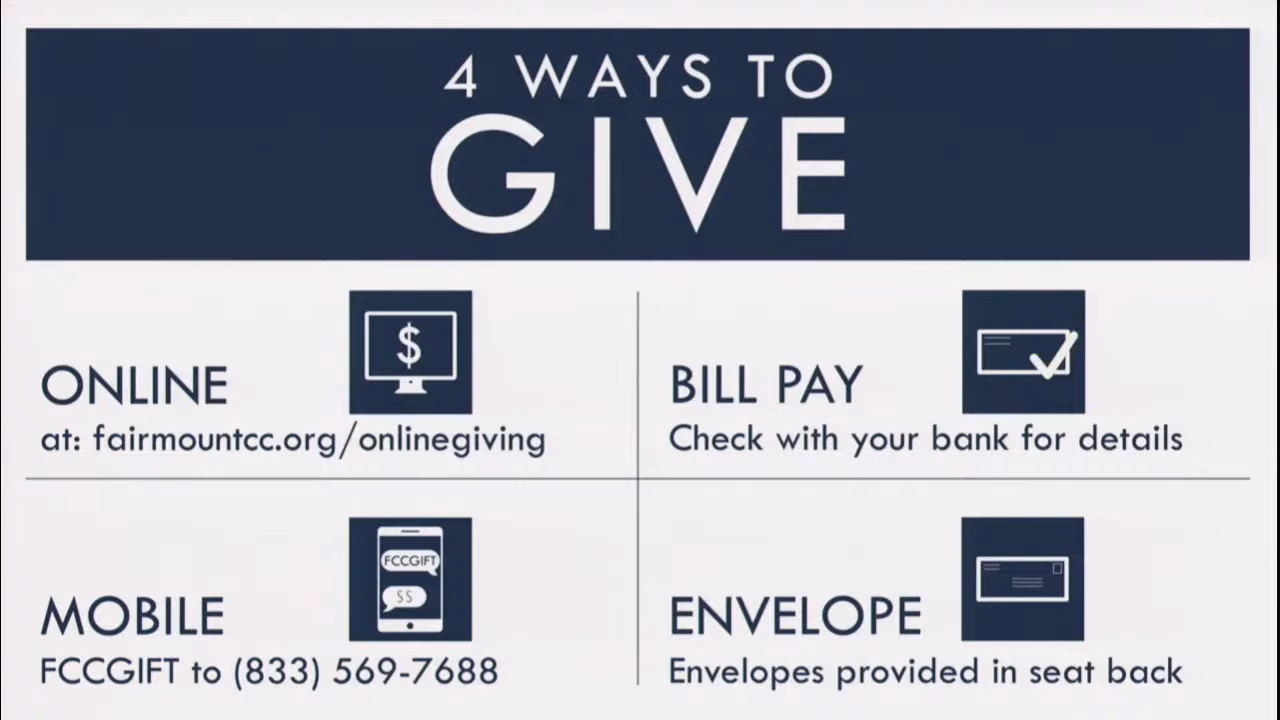 4 WAYS TO
GIVE
$
ONLINE
at: fairmountcc.org/onlinegiving
BILL PAY
Check with your bank for details
FCCGIFT
$$
MOBILE
FCCGIFT to (833) 569-7688
ENVELOPE
Envelopes provided in seat back